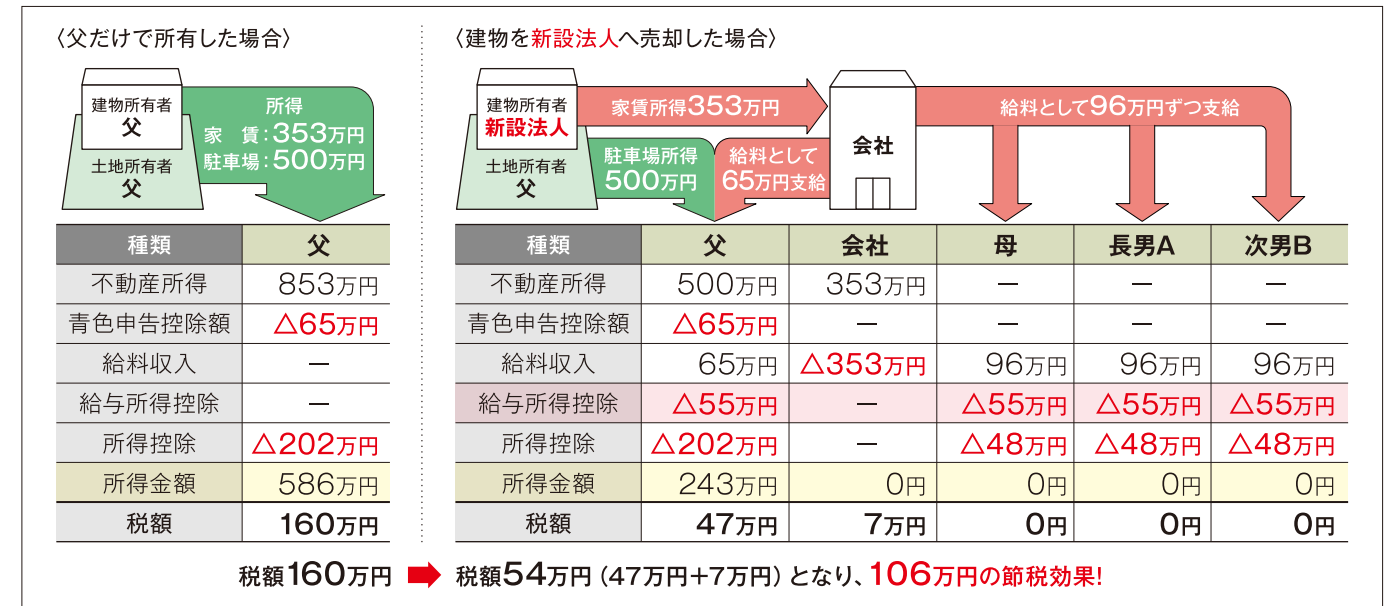 〈父だけで所有した場合〉
建物所有者
父
土地所有者
父
所得
家　賃：353万円
駐車場：500万円
種類 父
不動産所得 853万円
青色申告控除額 △65万円
給料収入 ー
給与所得控除 ー
所得控除 △202万円
所得金額 586万円
税額 160万円
〈建物を新設法人へ売却した場合〉
建物所有者
新設法人
土地所有者
父
家賃所得353万円
駐車場所得
500万円
給料として
65万円支給
会社
給料として96万円ずつ支給
種類 父 会社 母 長男A 次男B
不動産所得 500万円 353万円 ー ー ー
青色申告控除額 △65万円 ー ー ー ー
給料収入 65万円 △353万円 96万円 96万円 96万円
給与所得控除 △55万円 ー △55万円 △55万円 △55万円
所得控除 △202万円 ー △48万円 △48万円 △48万円
所得金額 243万円 0円 0円 0円 0円
税額 47万円 7万円 0円 0円 0円
税額160万円 ➡ 税額54万円（47万円＋7万円）となり、106万円の節税効果!